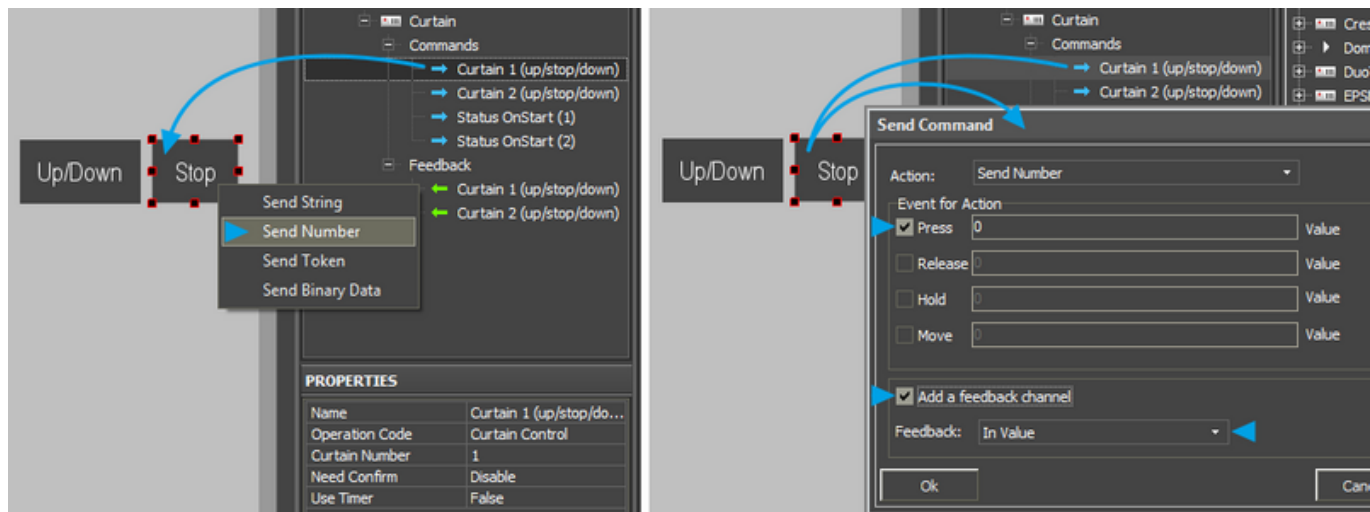 Curtain
Commands
Curtain 1 (up/stop/down)
Curtain 2 (up/stop/down)
Status OnStart (1)
Status OnStart (2)
Feedback
Curtain 1 (up/stop/down)
Curtain 2 (up/stop/down)
Up/Down
Stop
Send String
Send Number
Send Token
Send Binary Data
PROPERTIES
Name Curtain 1 (up/stop/do...
Operation Code Curtain Control
Curtain Number 1
Need Confirm Disable
Use Timer False
Curtain
Commands
Curtain 1 (up/stop/down)
Curtain 2 (up/stop/down)
Cres
Dom
Duo
EPS
Up/Down
Stop
Send Command
Action: Send Number
Event for Action
Press 0 Value
Release 0 Value
Hold 0 Value
Move 0 Value
Add a feedback channel
Feedback: In Value
Ok
Canc